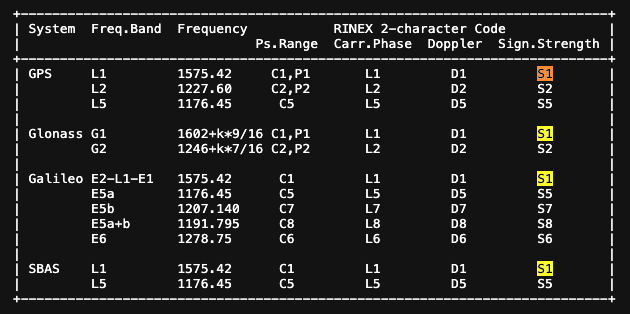 +------------------------------------------------------------------------+
| System  Freq.Band  Frequency           RINEX 2-character Code          |
|                              Ps.Range  Carr.Phase  Doppler  Sign.Strength |
+------------------------------------------------------------------------+
| GPS     L1         1575.42     C1,P1       L1         D1         S1    |
|         L2         1227.60     C2,P2       L2         D2         S2    |
|         L5         1176.45      C5         L5         D5         S5    |
| Glonass G1         1602+k*9/16 C1,P1       L1         D1         S1    |
|         G2         1246+k*7/16 C2,P2       L2         D2         S2    |
| Galileo E2-L1-E1   1575.42      C1         L1         D1         S1    |
|         E5a        1176.45      C5         L5         D5         S5    |
|         E5b        1207.140     C7         L7         D7         S7    |
|         E5a+b      1191.795     C8         L8         D8         S8    |
|         E6         1278.75      C6         L6         D6         S6    |
| SBAS    L1         1575.42      C1         L1         D1         S1    |
|         L5         1176.45      C5         L5         D5         S5    |
+------------------------------------------------------------------------+